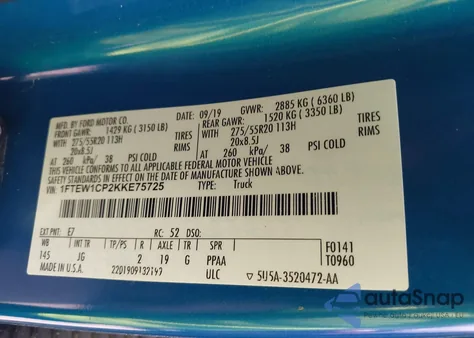 MFD. BY FORD MOTOR CO.
DATE: 09/19 GVWR: 2885 KG ( 6360 LB)
FRONT GAWR: 1429 KG ( 3150 LB) REAR GAWR: 1520 KG ( 3350 LB)
275/55R20 113H TIRES 275/55R20 113H TIRES
20x8.5J RIMS 20x8.5J RIMS
AT 260 kPa/ 38 PSI COLD AT 260 kPa/ 38 PSI COLD
THIS VEHICLE CONFORMS TO ALL APPLICABLE FEDERAL MOTOR VEHICLE
SAFETY STANDARDS IN EFFECT ON THE DATE OF MANUFACTURE SHOWN ABOVE.
VIN: 1FTEW1CP2KKE75725 TYPE: Truck
EXT PNT: E7 RC: 52 DSO:
WB INT TR TP/PS R AXLE TR SPR F0141
145 JG 2 19 G PPAA T0960
MADE IN U.S.A. ULC 5U5A-3520472-AA
autoSnap